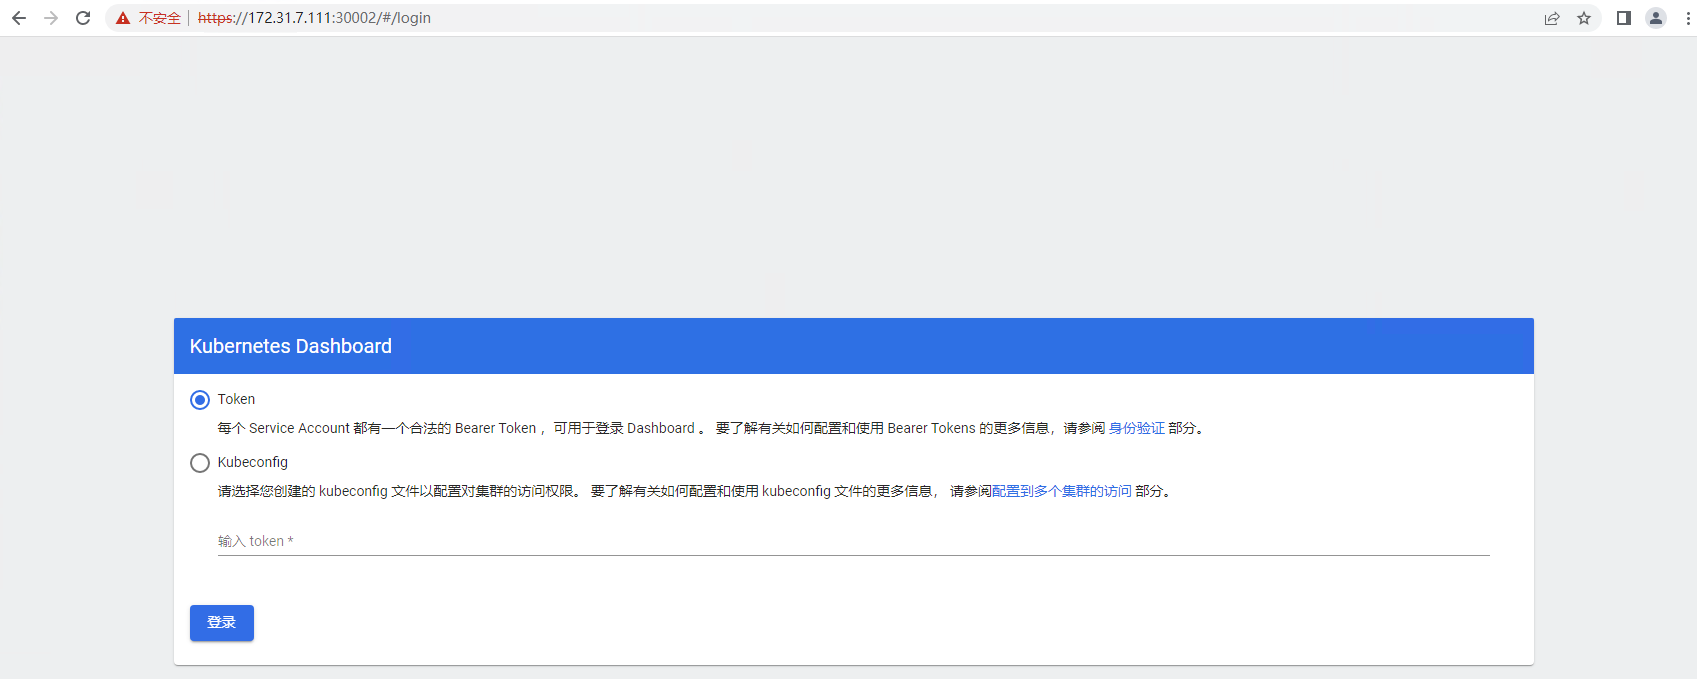 不安全 https://172.31.7.111:30002/#/login
Kubernetes Dashboard
Token
每个 Service Account 都有一个合法的 Bearer Token ，可用于登录 Dashboard 。 要了解有关如何配置和使用 Bearer Tokens 的更多信息，请参阅 身份验证 部分。
Kubeconfig
请选择您创建的 kubeconfig 文件以配置对集群的访问权限。 要了解有关如何配置和使用 kubeconfig 文件的更多信息， 请参阅配置到多个集群的访问 部分。
输入 token *
登录